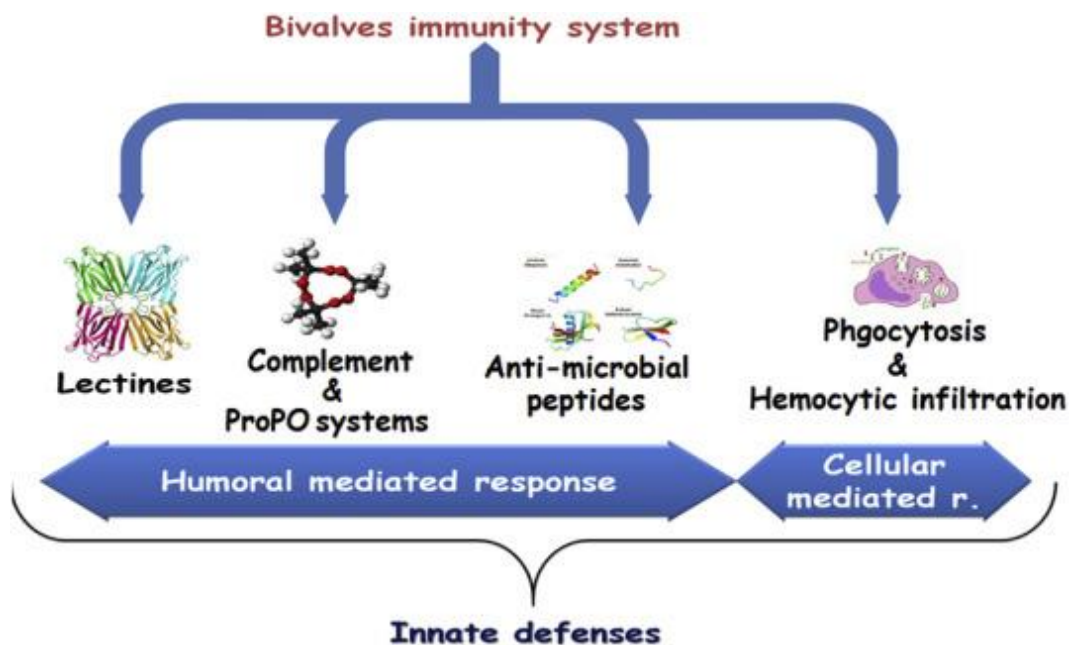 Bivalves immunity system
Lectines
Complement
&
ProPO systems
Anti-microbial
peptides
Phgocytosis
&
Hemocytic infiltration
Humoral mediated response
Cellular
mediated r.
Innate defenses